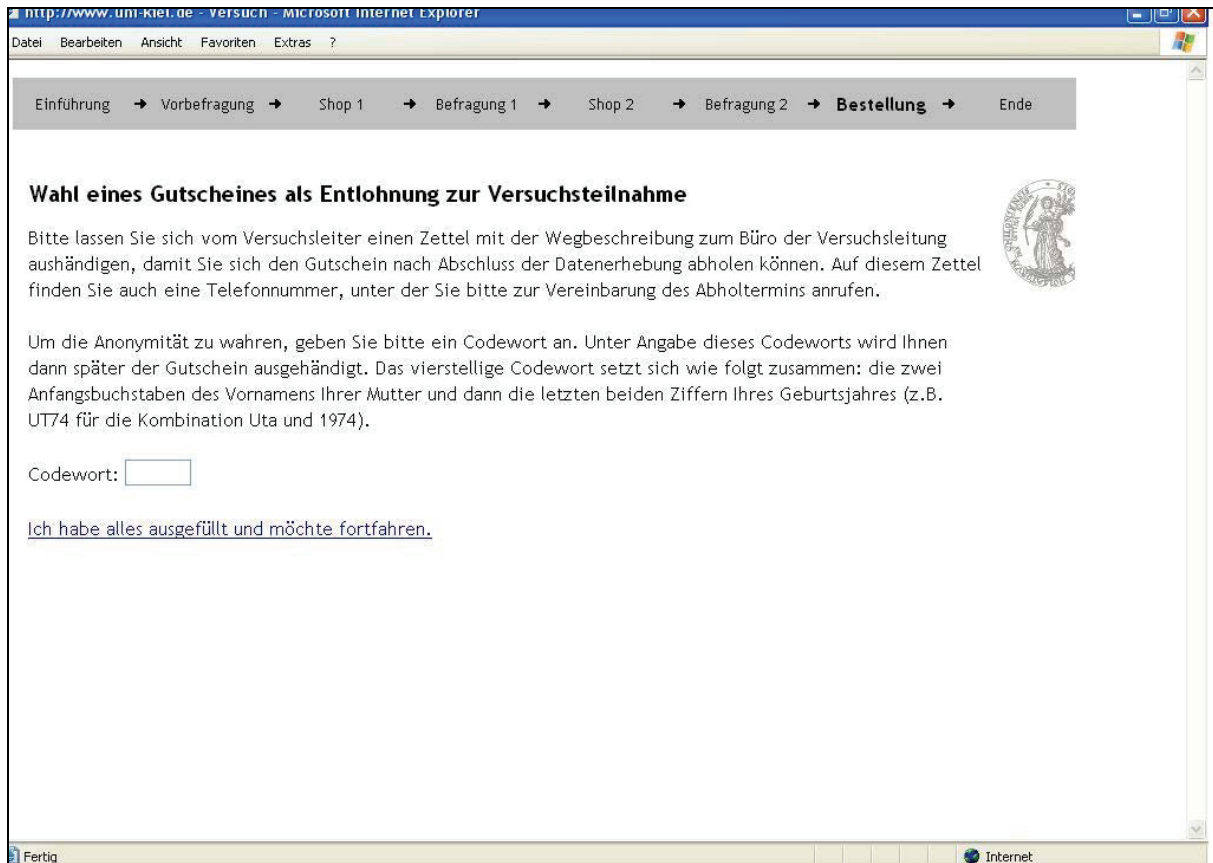 http://www.uni-kiel.de - Versuch - Microsoft Internet Explorer
Datei Bearbeiten Ansicht Favoriten Extras ?
Einführung ➔ Vorbefragung ➔ Shop 1 ➔ Befragung 1 ➔ Shop 2 ➔ Befragung 2 ➔ Bestellung ➔ Ende
Wahl eines Gutscheines als Entlohnung zur Versuchsteilnahme
Bitte lassen Sie sich vom Versuchsleiter einen Zettel mit der Wegbeschreibung zum Büro der Versuchsleitung
aushändigen, damit Sie sich den Gutschein nach Abschluss der Datenerhebung abholen können. Auf diesem Zettel
finden Sie auch eine Telefonnummer, unter der Sie bitte zur Vereinbarung des Abholtermins anrufen.
Um die Anonymität zu wahren, geben Sie bitte ein Codewort an. Unter Angabe dieses Codeworts wird Ihnen
dann später der Gutschein ausgehändigt. Das vierstellige Codewort setzt sich wie folgt zusammen: die zwei
Anfangsbuchstaben des Vornamens Ihrer Mutter und dann die letzten beiden Ziffern Ihres Geburtsjahres (z.B.
UT74 für die Kombination Uta und 1974).
Codewort:
Ich habe alles ausgefüllt und möchte fortfahren.
Fertig
Internet